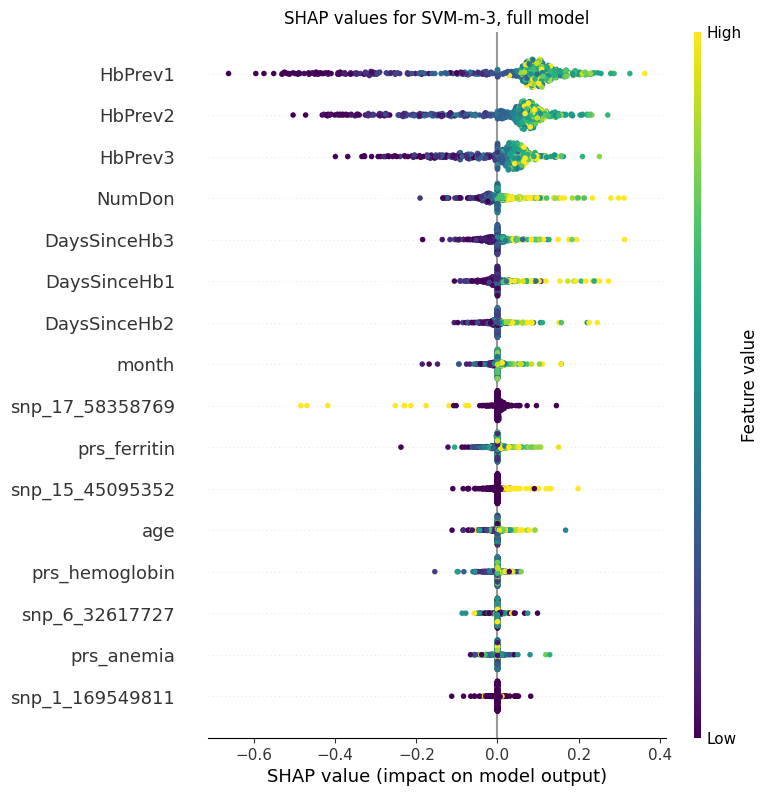 SHAP values for SVM-m-3, full model
High
HbPrev1
HbPrev2
HbPrev3
NumDon
DaysSinceHb3
DaysSinceHb1
DaysSinceHb2
month
snp_17_58358769
prs_ferritin
snp_15_45095352
age
prs_hemoglobin
snp_6_32617727
prs_anemia
snp_1_169549811
Feature value
Low
−0.6 −0.4 −0.2 0.0 0.2 0.4
SHAP value (impact on model output)